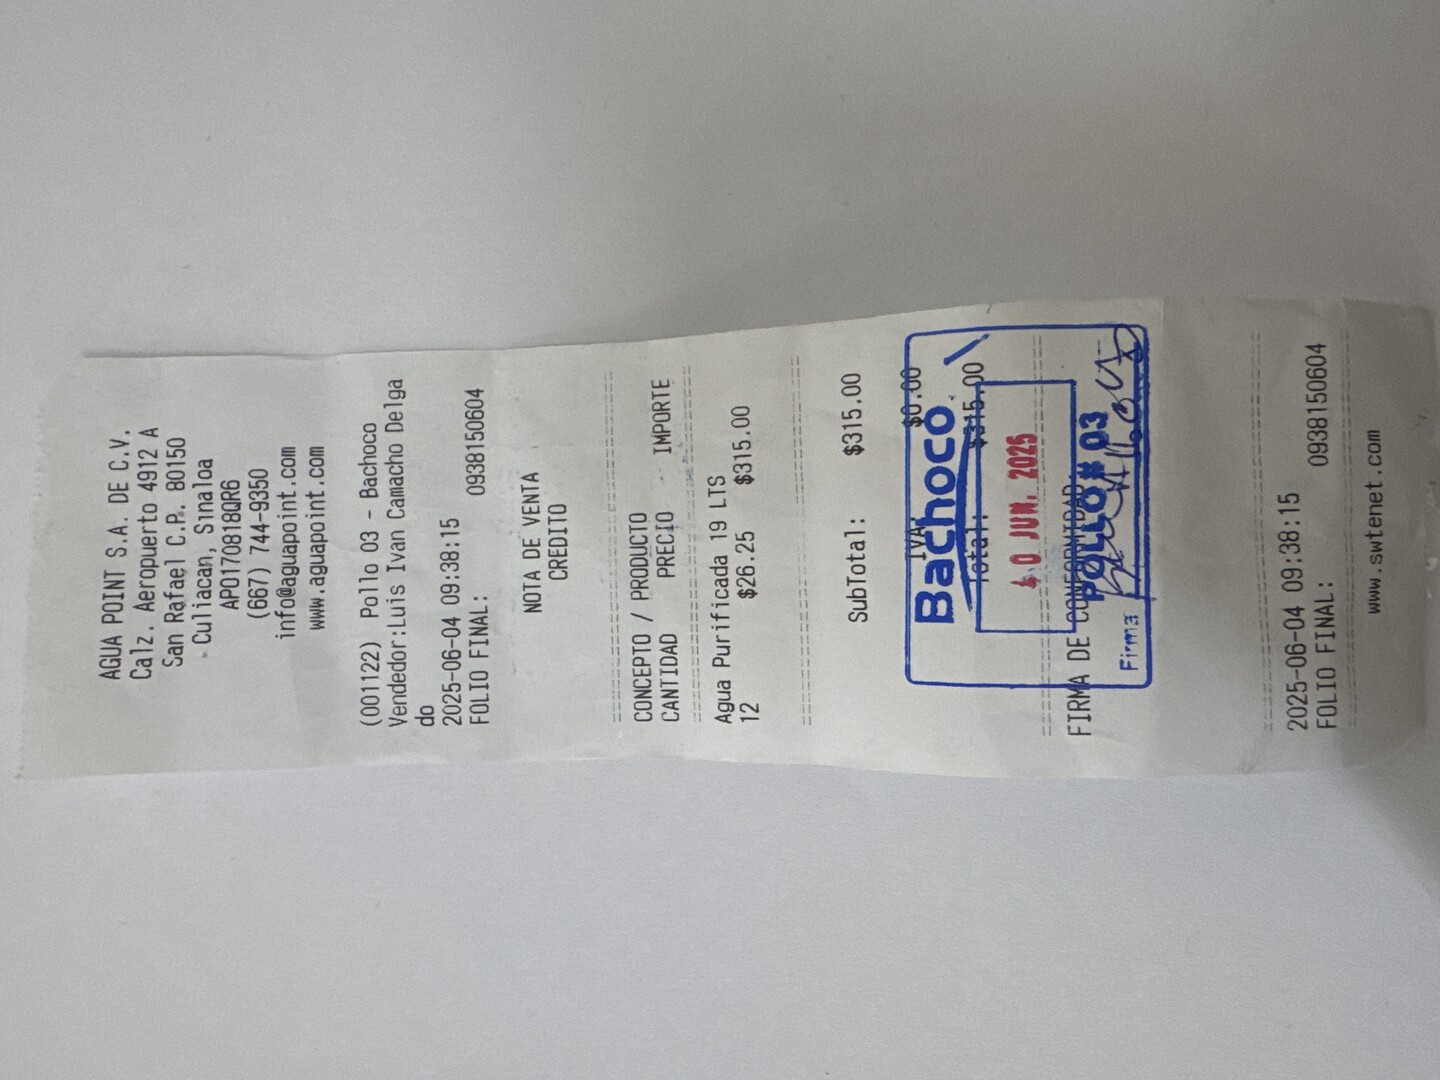 AGUA POINT S.A. DE C.V.
Calz. Aeropuerto 4912 A
San Rafael C.P. 80150
Culiacan, Sinaloa
APO170818QR6
(667) 744-9350
info@aguapoint.com
www.aguapoint.com
(001122) Pollo 03 - Bachoco
Vendedor:Luis Ivan Camacho Delga
do
2025-06-04 09:38:15
FOLIO FINAL: 0938150604
NOTA DE VENTA
CREDITO
CONCEPTO / PRODUCTO
CANTIDAD PRECIO IMPORTE
Agua Purificada 19 LTS
12 $26.25 $315.00
SubTotal: $315.00
IVA: $0.00
Total: $315.00
Bachoco
JUN. 2025
FIRMA DE CONFORMIDAD
POLLO # 03
Firma
2025-06-04 09:38:15
FOLIO FINAL: 0938150604
www.swtenet.com